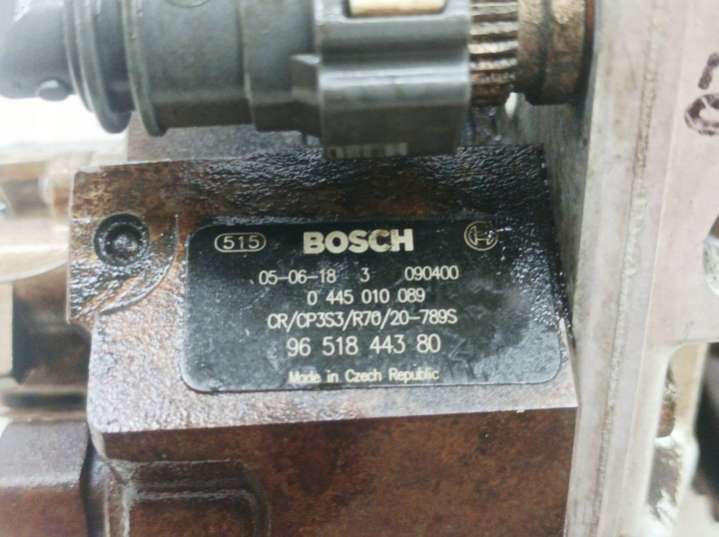 515 BOSCH
05-06-18 3 090400
0 445 010 089
CR/CP3S3/R70/20-789S
96 518 443 80
Made in Czech Republic